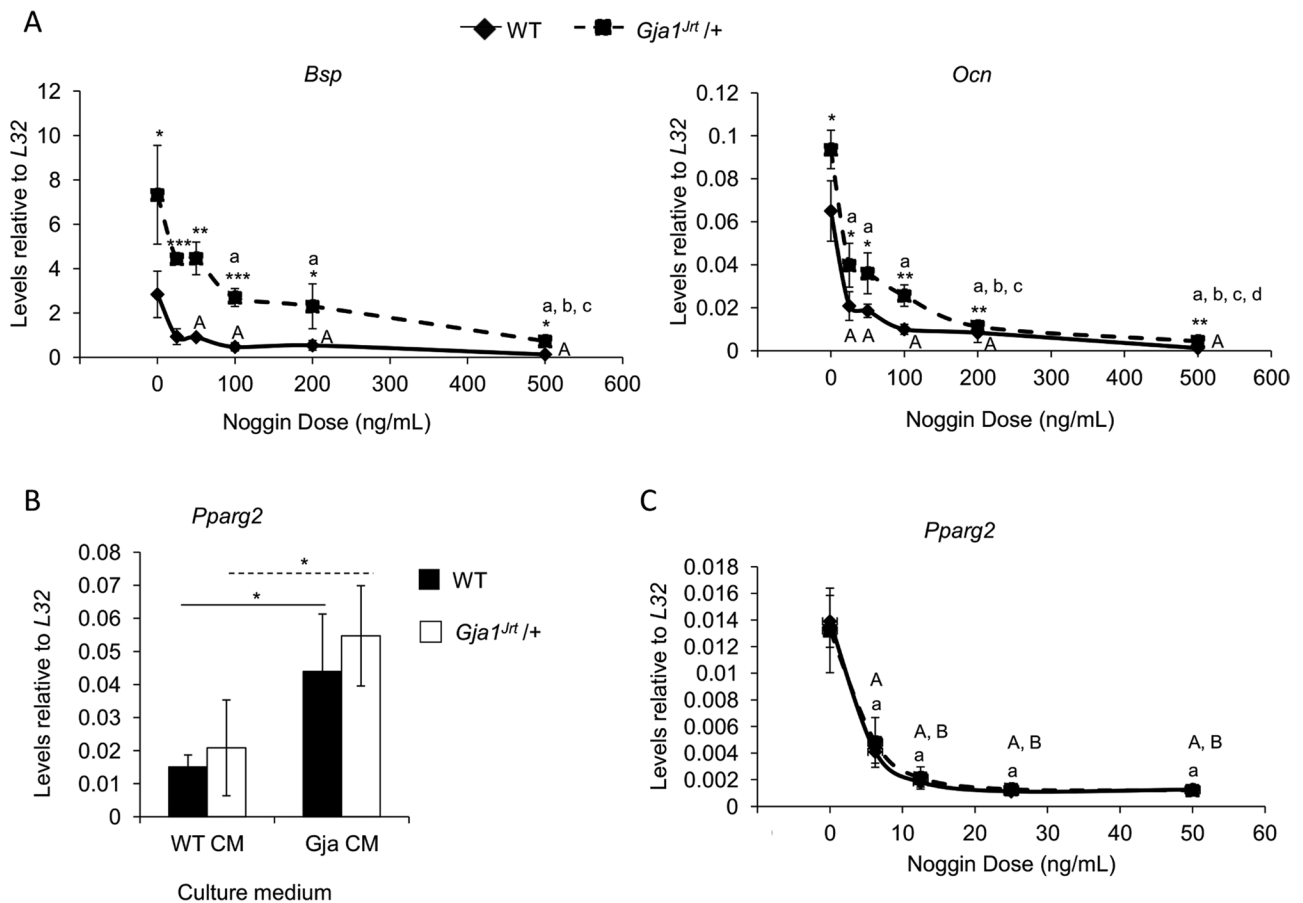 A
WT
Gja1Jrt /+
Bsp
Levels relative to L32
12
10
8
6
4
2
0
*
***
**
a
***
a
*
a, b, c
*
A
A
A
A
0 100 200 300 400 500 600
Noggin Dose (ng/mL)
Ocn
Levels relative to L32
0.12
0.1
0.08
0.06
0.04
0.02
0
*
a
*
a
*
a
**
a, b, c
**
a, b, c, d
**
A
A
A
A
A
0 100 200 300 400 500 600
Noggin Dose (ng/mL)
B
Pparg2
Levels relative to L32
0.08
0.07
0.06
0.05
0.04
0.03
0.02
0.01
0
*
*
WT
Gja1Jrt /+
WT CM Gja CM
Culture medium
C
Pparg2
Levels relative to L32
0.018
0.016
0.014
0.012
0.010
0.008
0.006
0.004
0.002
0
A
a
A, B
a
A, B
a
A, B
a
0 10 20 30 40 50 60
Noggin Dose (ng/mL)